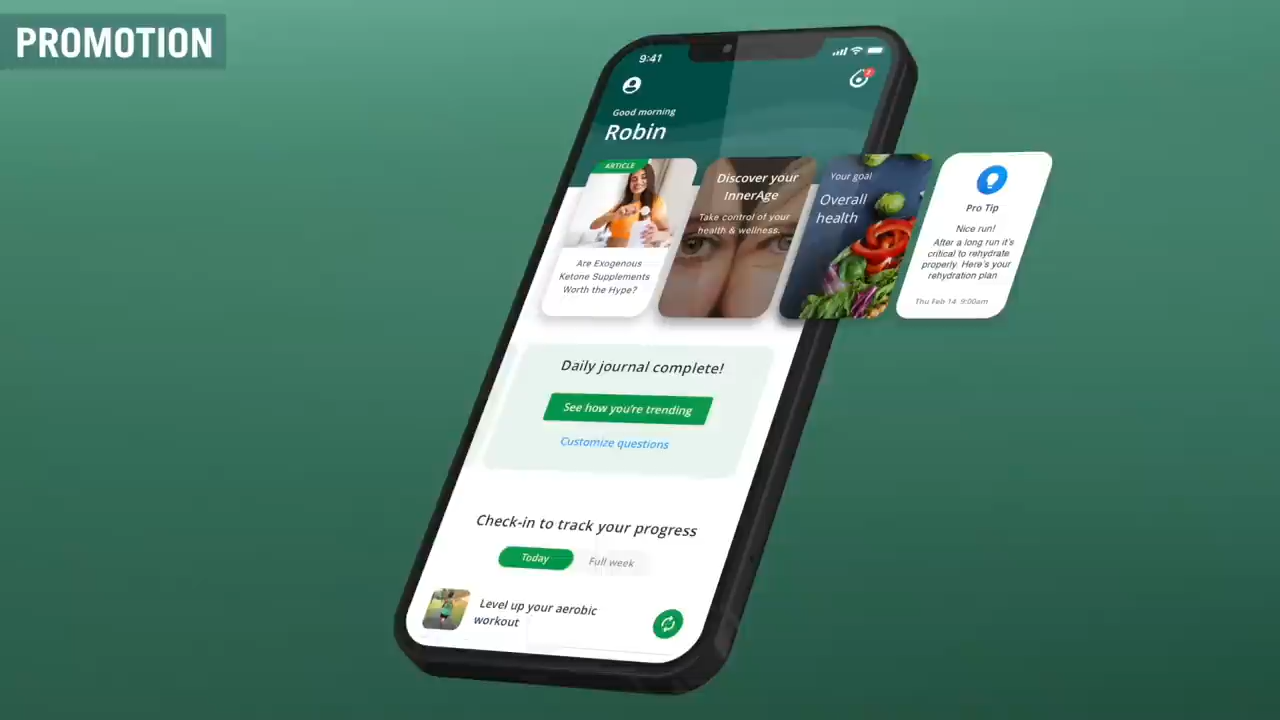 PROMOTION
9:41
2
Good morning
Robin
ARTICLE
Are Exogenous
Ketone Supplements
Worth the Hype?
Discover your
InnerAge
Take control of your
health & wellness.
Your goal
Overall
health
Pro Tip
Nice run!
After a long run it's
critical to rehydrate
properly. Here's your
rehydration plan
Thu Feb 14 9:00am
Daily journal complete!
See how you're trending
Customize questions
Check-in to track your progress
Today
Full week
Level up your aerobic
workout